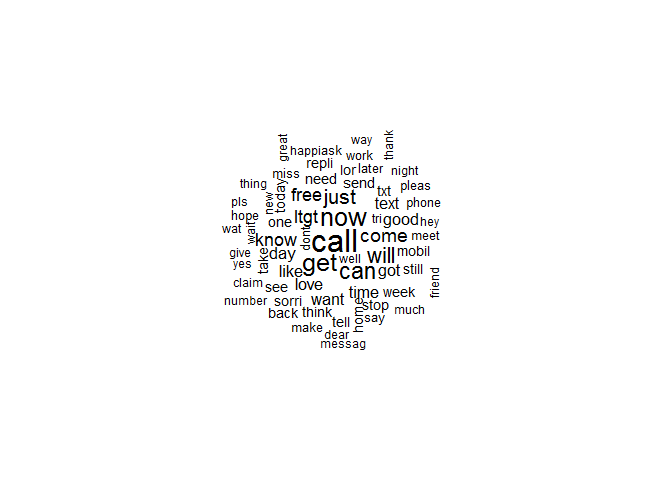 way
great
thank
happi ask
work
repli
lor later
night
miss
need
thing
send
pleas
today
free just
txt
pls
new
text
phone
hope
one
ltgt
now
tri good hey
wat
wait
know
dont
call
come
meet
give
take
day
get
well
will
mobil
yes
like
can
got
still
claim
see
love
friend
number
sorri
want
time week
back think
home
stop
much
make
tell
say
dear
messag